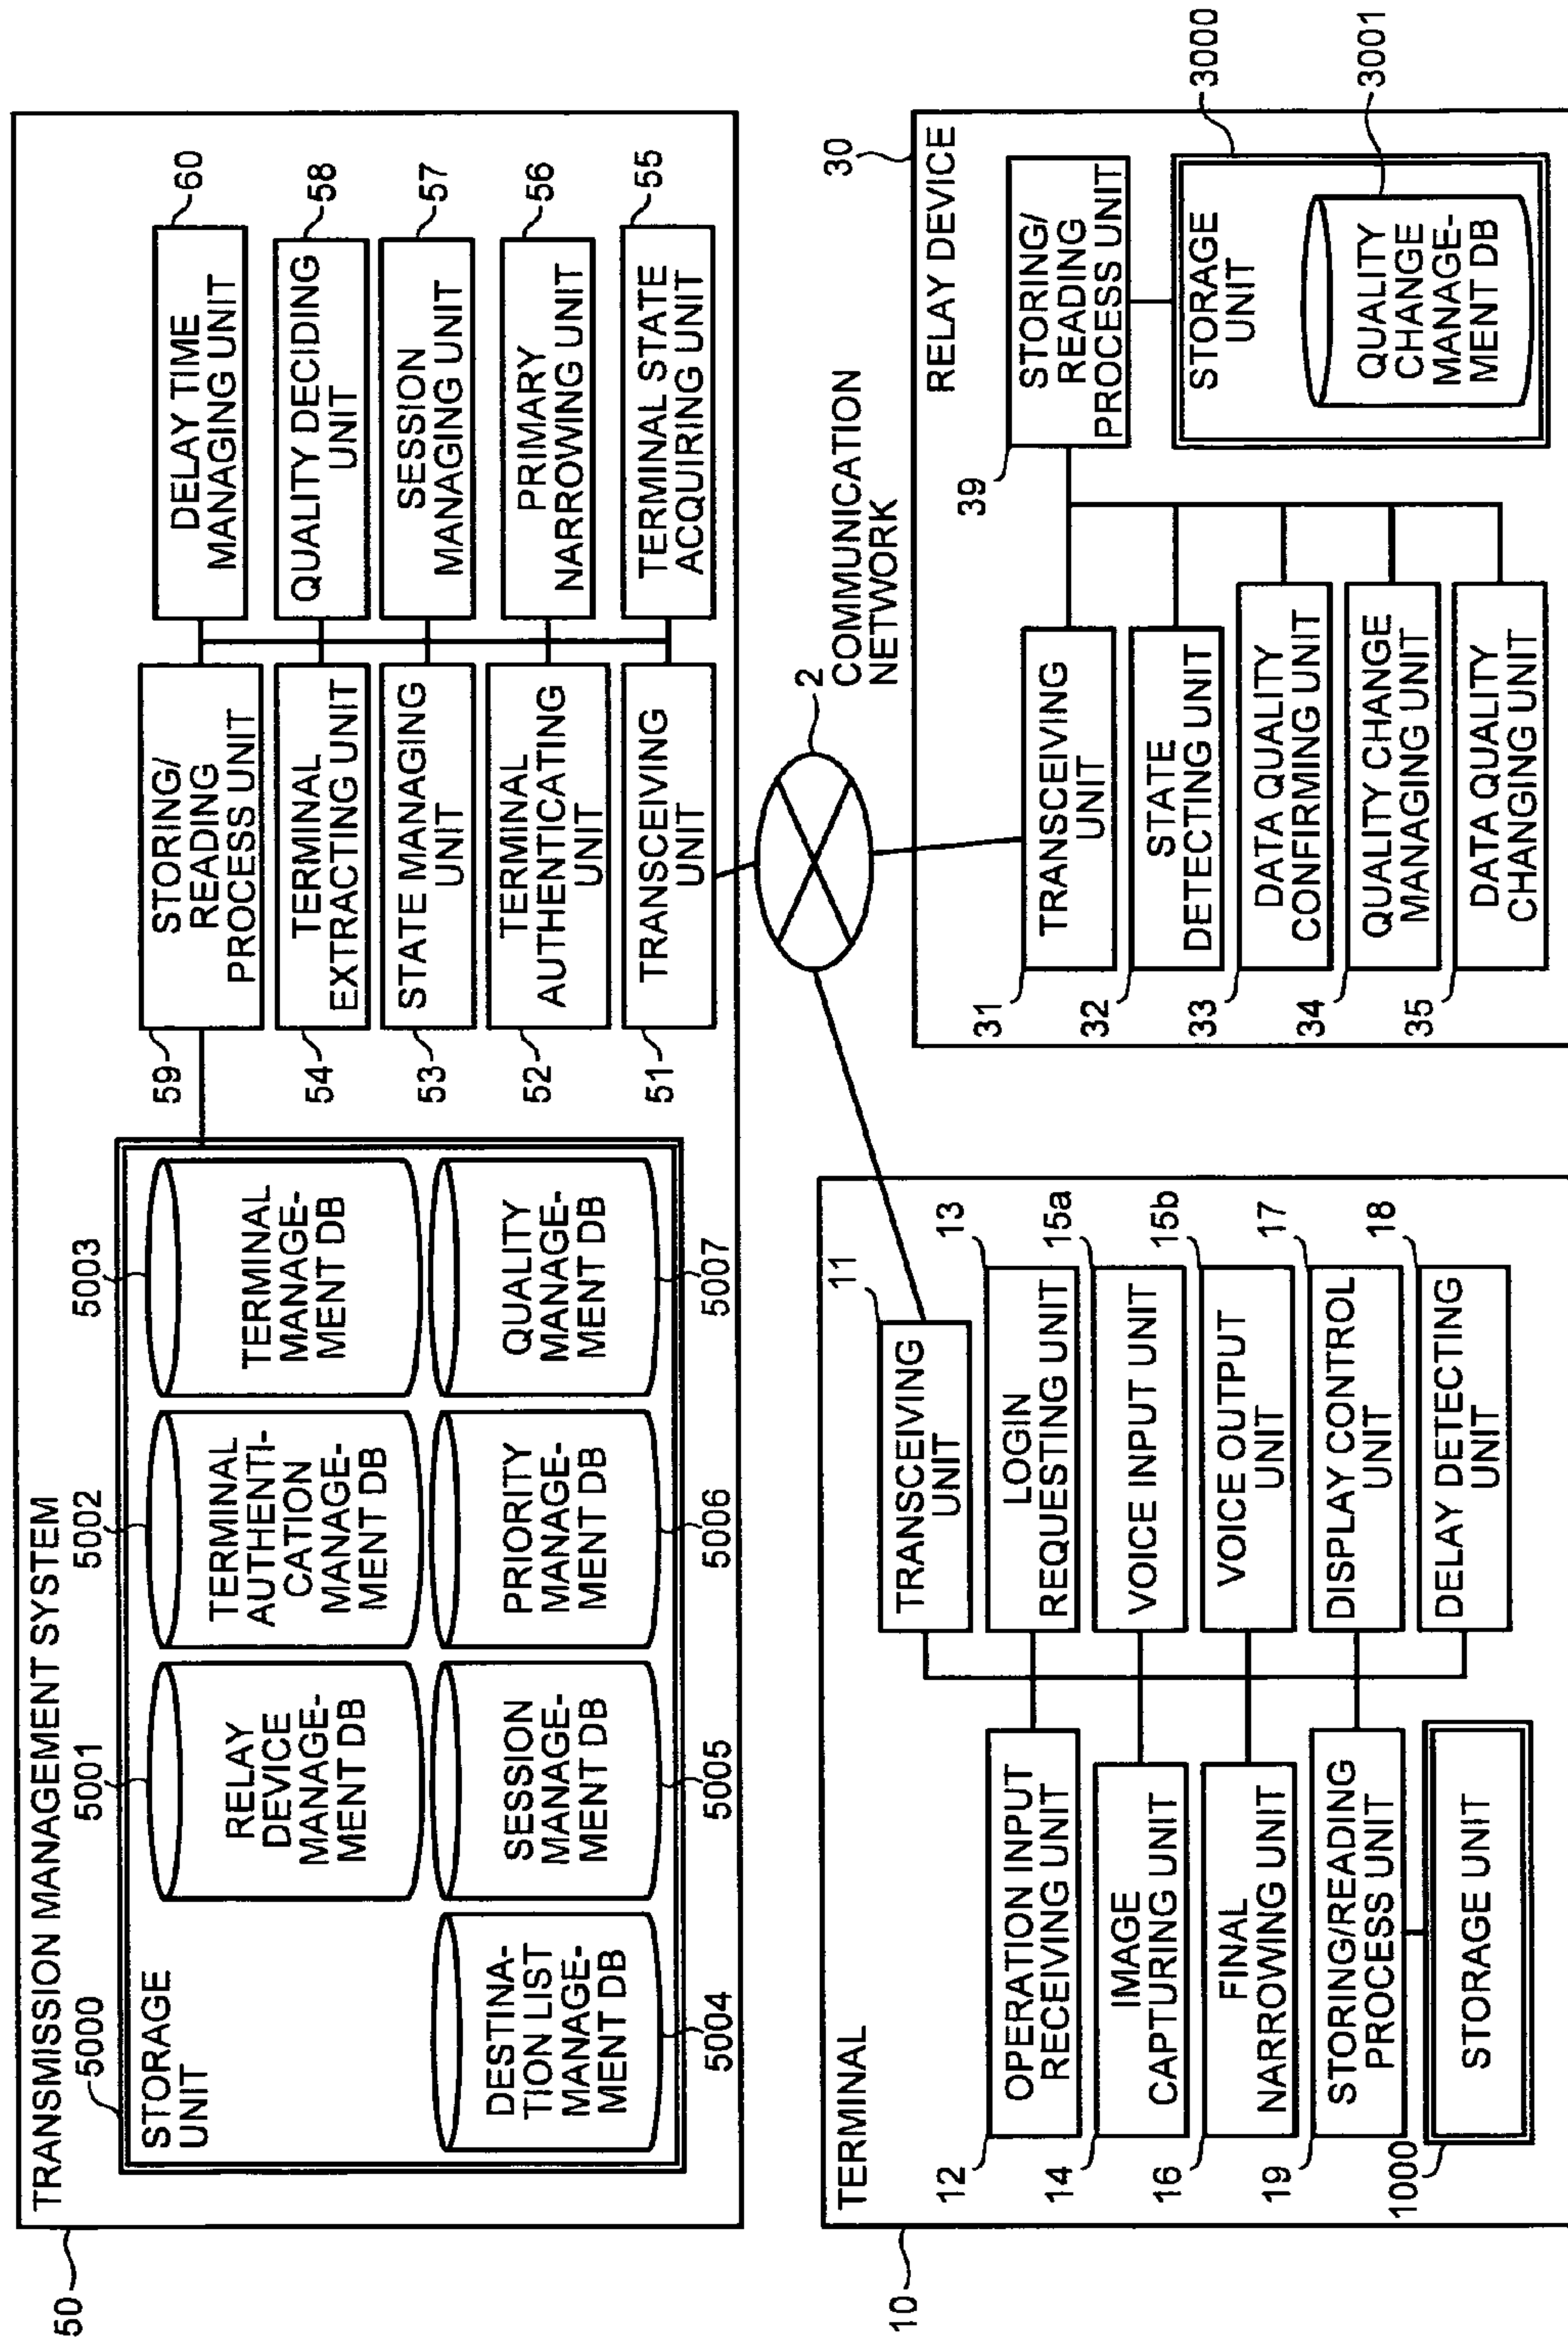 50
TRANSMISSION MANAGEMENT SYSTEM
5000
STORAGE
UNIT
5001
RELAY
DEVICE
MANAGE-
MENT DB
5002
TERMINAL
AUTHENTI-
CATION
MANAGE-
MENT DB
5003
TERMINAL
MANAGE-
MENT DB
DESTINA-
TION LIST
MANAGE-
MENT DB
5004
SESSION
MANAGE-
MENT DB
5005
PRIORITY
MANAGE-
MENT DB
5006
QUALITY
MANAGE-
MENT DB
5007
59
STORING/
READING
PROCESS UNIT
DELAY TIME
MANAGING UNIT
60
54
TERMINAL
EXTRACTING UNIT
QUALITY DECIDING
UNIT
58
53
STATE MANAGING
UNIT
SESSION
MANAGING UNIT
57
52
TERMINAL
AUTHENTICATING
UNIT
PRIMARY
NARROWING UNIT
56
51
TRANSCEIVING
UNIT
TERMINAL STATE
ACQUIRING UNIT
55
2
COMMUNICATION
NETWORK
10
TERMINAL
11
TRANSCEIVING
UNIT
12
OPERATION INPUT
RECEIVING UNIT
13
LOGIN
REQUESTING UNIT
14
IMAGE
CAPTURING UNIT
15a
VOICE INPUT UNIT
16
FINAL
NARROWING UNIT
15b
VOICE OUTPUT
UNIT
19
STORING/READING
PROCESS UNIT
17
DISPLAY CONTROL
UNIT
1000
STORAGE UNIT
18
DELAY DETECTING
UNIT
30
RELAY DEVICE
31
TRANSCEIVING
UNIT
32
STATE
DETECTING UNIT
33
DATA QUALITY
CONFIRMING UNIT
34
QUALITY CHANGE
MANAGING UNIT
35
DATA QUALITY
CHANGING UNIT
39
STORING/
READING
PROCESS UNIT
3000
STORAGE
UNIT
3001
QUALITY
CHANGE
MANAGE-
MENT DB